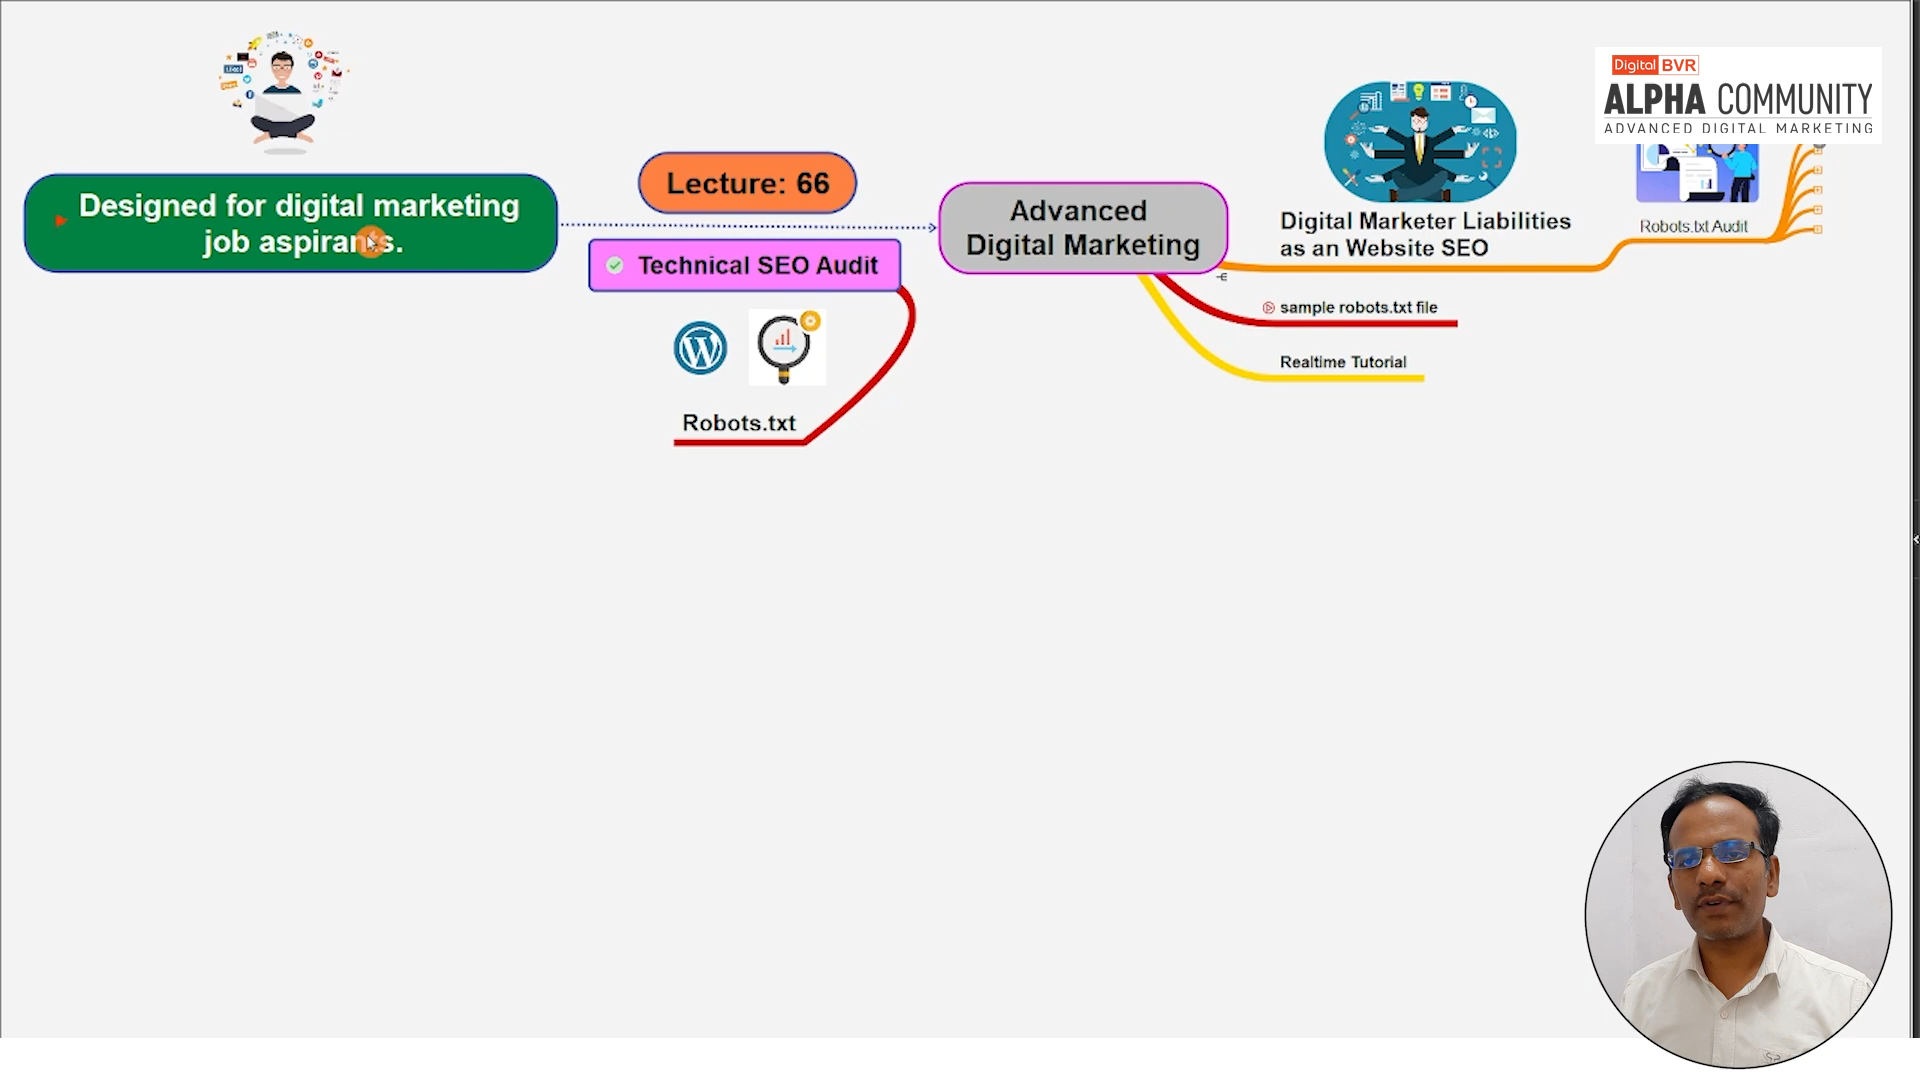 Digital BVR
ALPHA COMMUNITY
ADVANCED DIGITAL MARKETING
Designed for digital marketing
job aspirants.
Lecture: 66
Technical SEO Audit
Robots.txt
Advanced
Digital Marketing
Digital Marketer Liabilities
as an Website SEO
Robots.txt Audit
sample robots.txt file
Realtime Tutorial